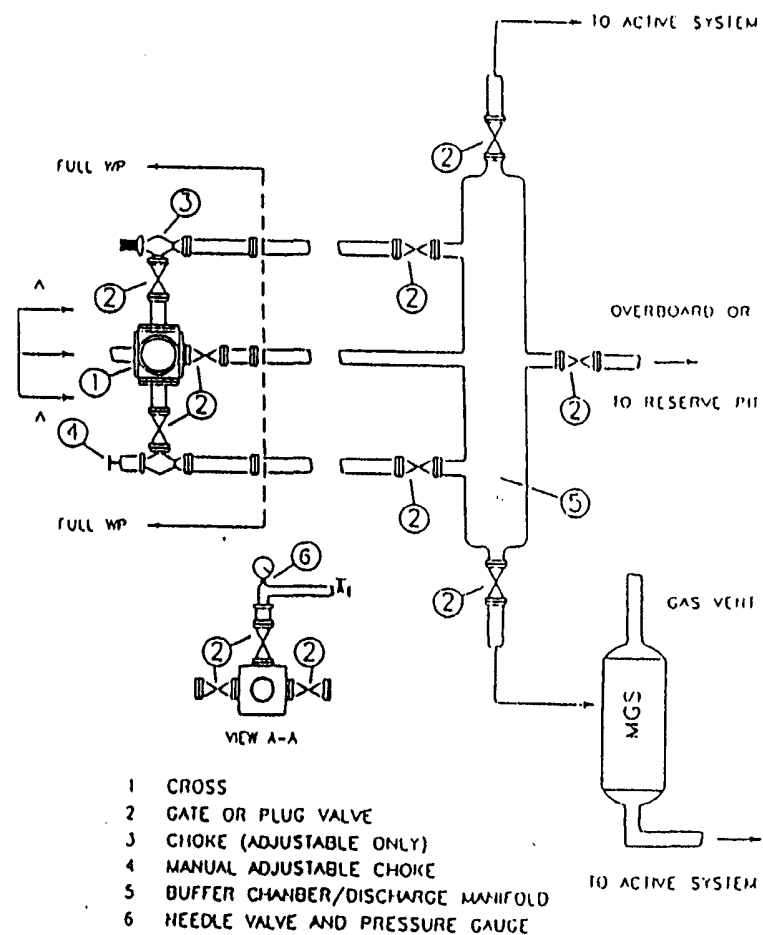 TO ACTIVE SYSTEM
2
FULL WP
3
2
2
A
OVERBOARD OR
1
2
2
A
TO RESERVE PIT
4
2
5
FULL WP
6
2
GAS VENT
2
2
MGS
VIEW A-A
1 CROSS
2 GATE OR PLUG VALVE
3 CHOKE (ADJUSTABLE ONLY)
4 MANUAL ADJUSTABLE CHOKE
5 BUFFER CHANBER/DISCHARGE MANIFOLD
6 NEEDLE VALVE AND PRESSURE GAUGE
TO ACTIVE SYSTEM